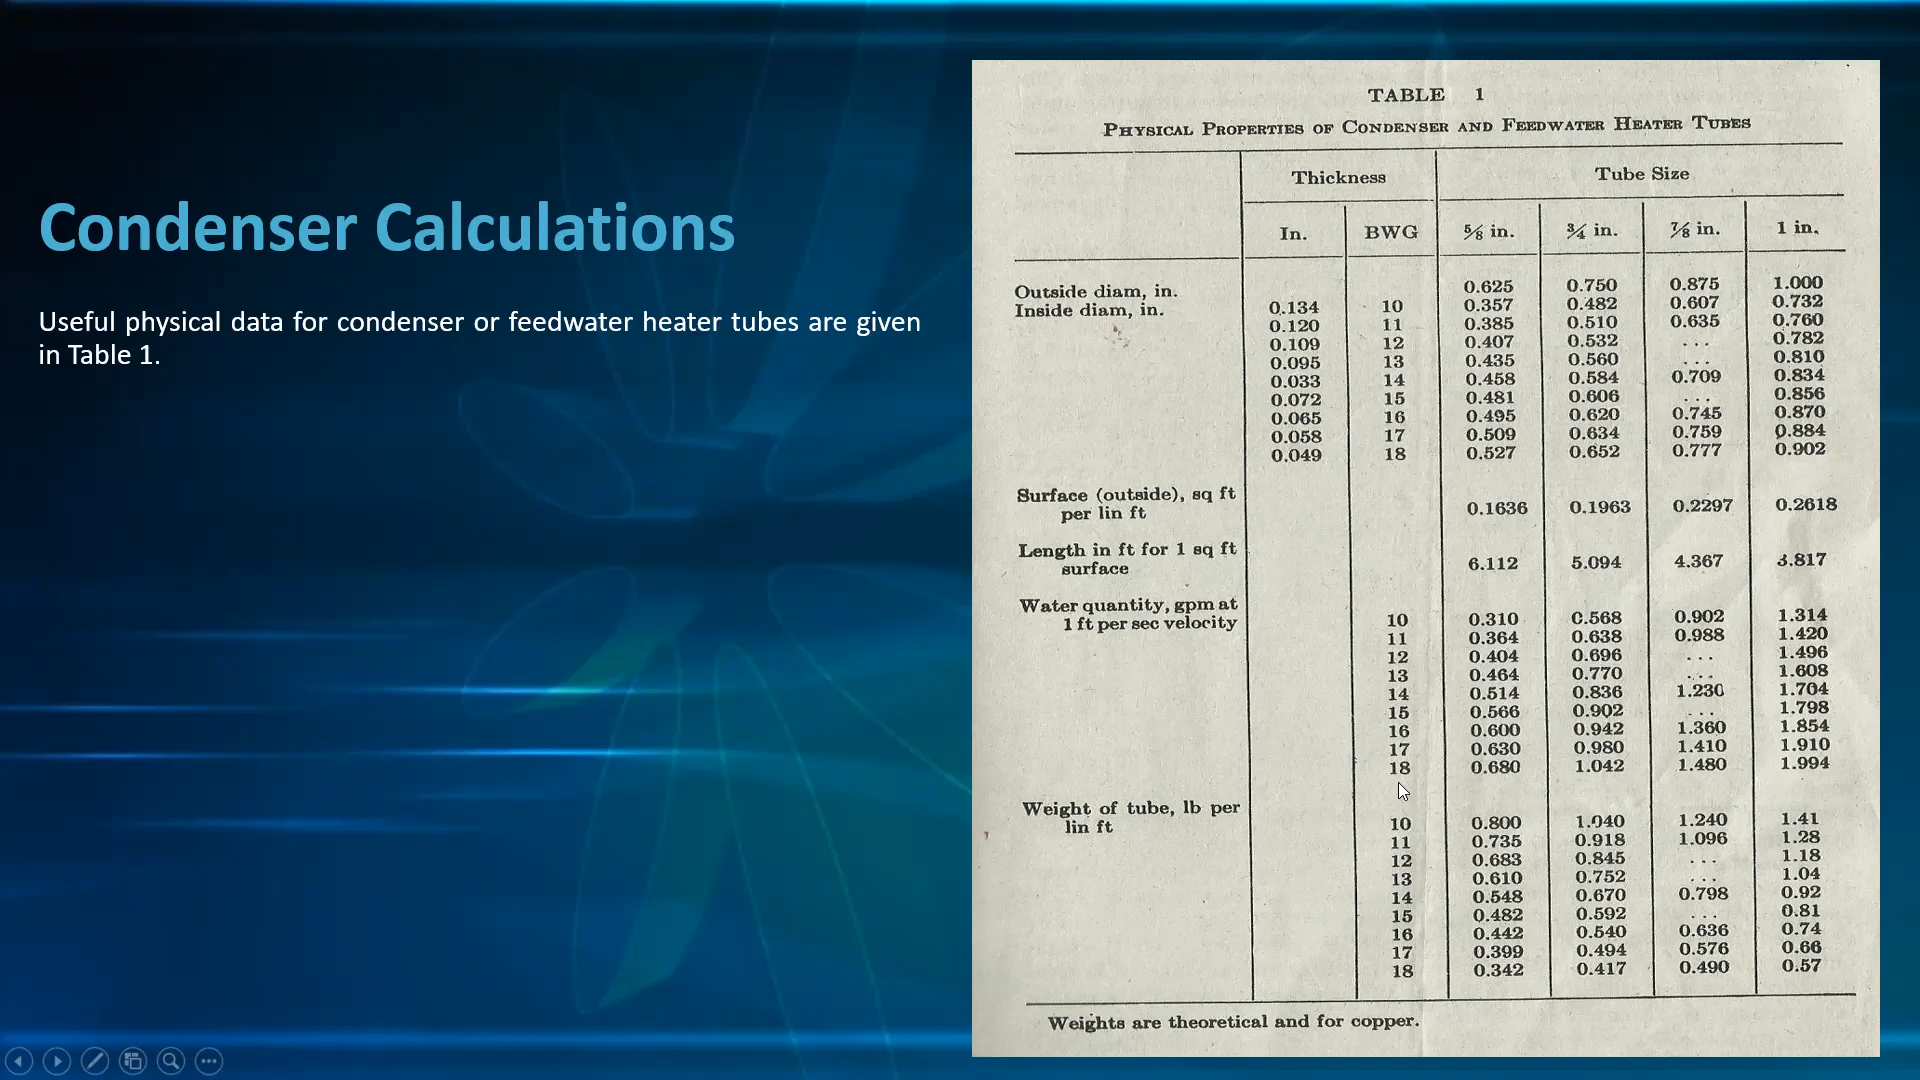 Condenser Calculations
Useful physical data for condenser or feedwater heater tubes are given
in Table 1.
TABLE 1
PHYSICAL PROPERTIES OF CONDENSER AND FEEDWATER HEATER TUBES
Thickness Tube Size
In. BWG 5⁄8 in. 3⁄4 in. 7⁄8 in. 1 in.
Outside diam, in. 0.625 0.750 0.875 1.000
Inside diam, in. 0.134 10 0.357 0.482 0.607 0.732
0.120 11 0.385 0.510 0.635 0.760
0.109 12 0.407 0.532 ... 0.782
0.095 13 0.435 0.560 ... 0.810
0.033 14 0.458 0.584 0.709 0.834
0.072 15 0.481 0.606 ... 0.856
0.065 16 0.495 0.620 0.745 0.870
0.058 17 0.509 0.634 0.759 0.884
0.049 18 0.527 0.652 0.777 0.902
Surface (outside), sq ft
per lin ft 0.1636 0.1963 0.2297 0.2618
Length in ft for 1 sq ft
surface 6.112 5.094 4.367 3.817
Water quantity, gpm at
1 ft per sec velocity 10 0.310 0.568 0.902 1.314
11 0.364 0.638 0.988 1.420
12 0.404 0.696 ... 1.496
13 0.464 0.770 ... 1.608
14 0.514 0.836 1.230 1.704
15 0.566 0.902 ... 1.798
16 0.600 0.942 1.360 1.854
17 0.630 0.980 1.410 1.910
18 0.680 1.042 1.480 1.994
Weight of tube, lb per
lin ft 10 0.800 1.040 1.240 1.41
11 0.735 0.918 1.096 1.28
12 0.683 0.845 ... 1.18
13 0.610 0.752 ... 1.04
14 0.548 0.670 0.798 0.92
15 0.482 0.592 ... 0.81
16 0.442 0.540 0.636 0.74
17 0.399 0.494 0.576 0.66
18 0.342 0.417 0.490 0.57
Weights are theoretical and for copper.